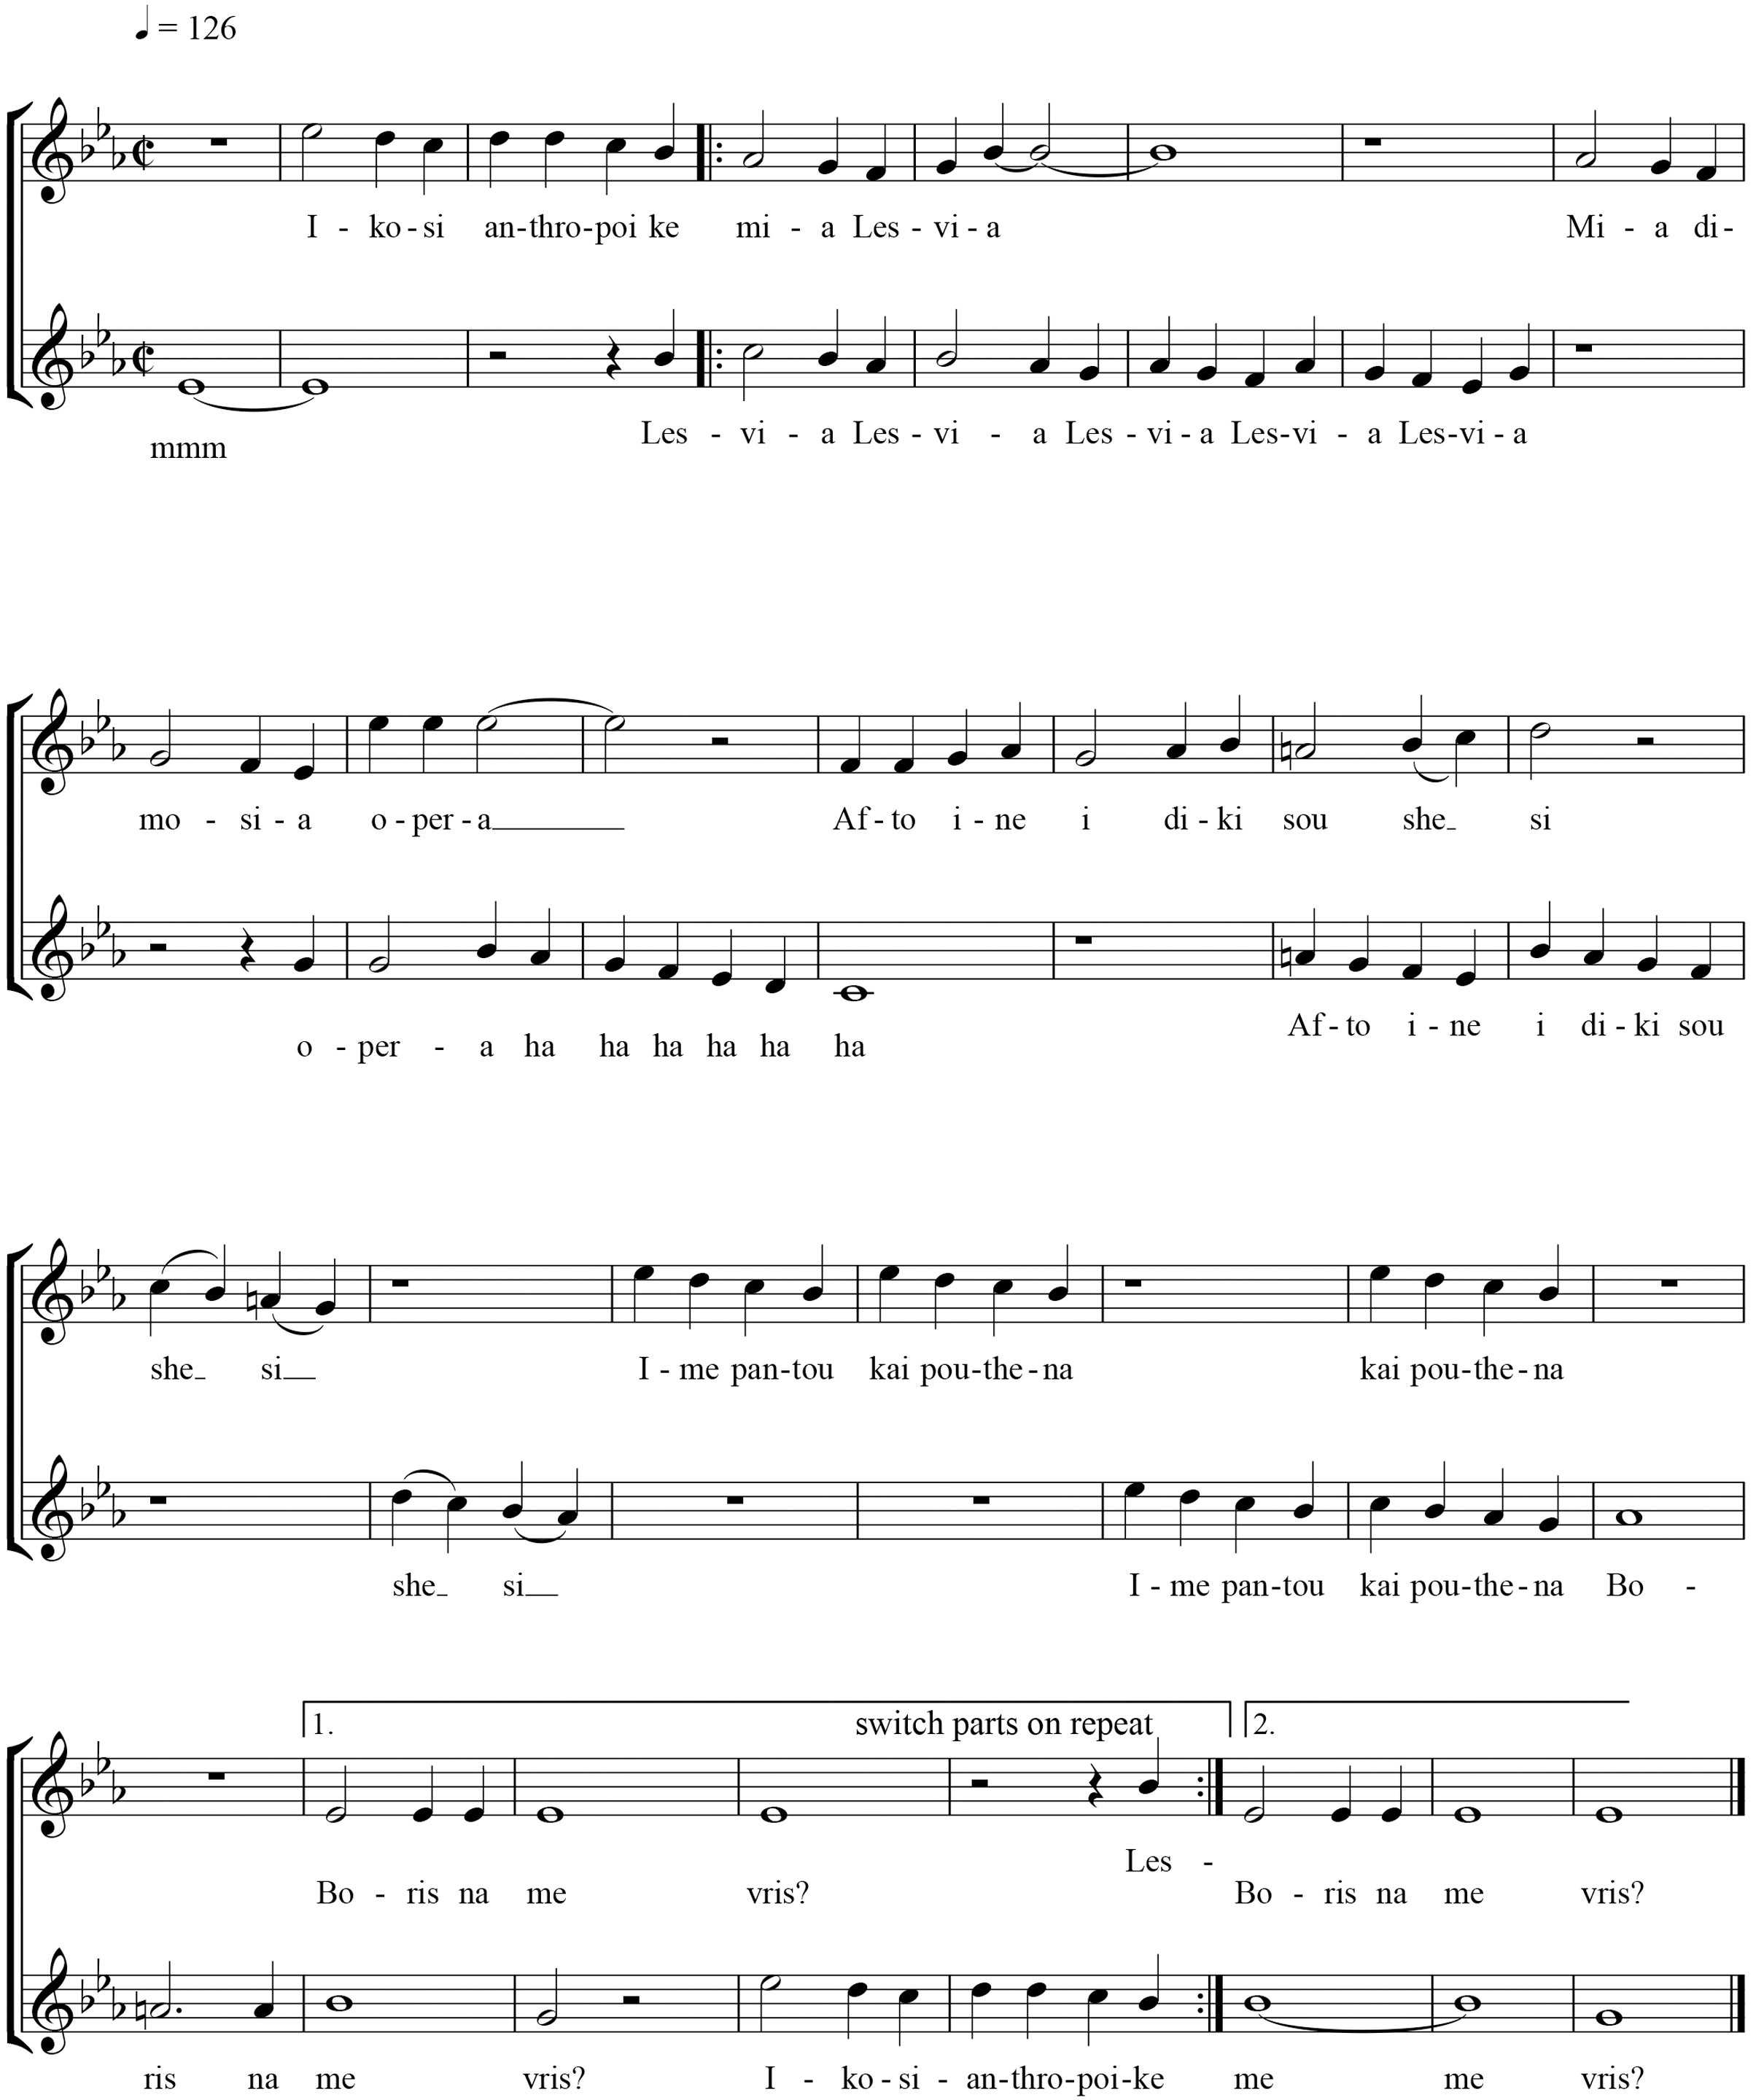 = 126
I - ko - si an - thro - poi ke mi - a Les - vi - a Mi - a di -
mmm Les - vi - a Les - vi - a Les - vi - a Les - vi - a Les - vi - a
mo - si - a o - per - a Af - to i - ne i di - ki sou she si
o - per - a ha ha ha ha ha ha Af - to i - ne i di - ki sou
she si I - me pan - tou kai pou - the - na kai pou - the - na
she si I - me pan - tou kai pou - the - na Bo -
1. switch parts on repeat 2.
Les -
Bo - ris na me vris? Bo - ris na me vris?
ris na me vris? I - ko - si - an - thro - poi - ke me me vris?